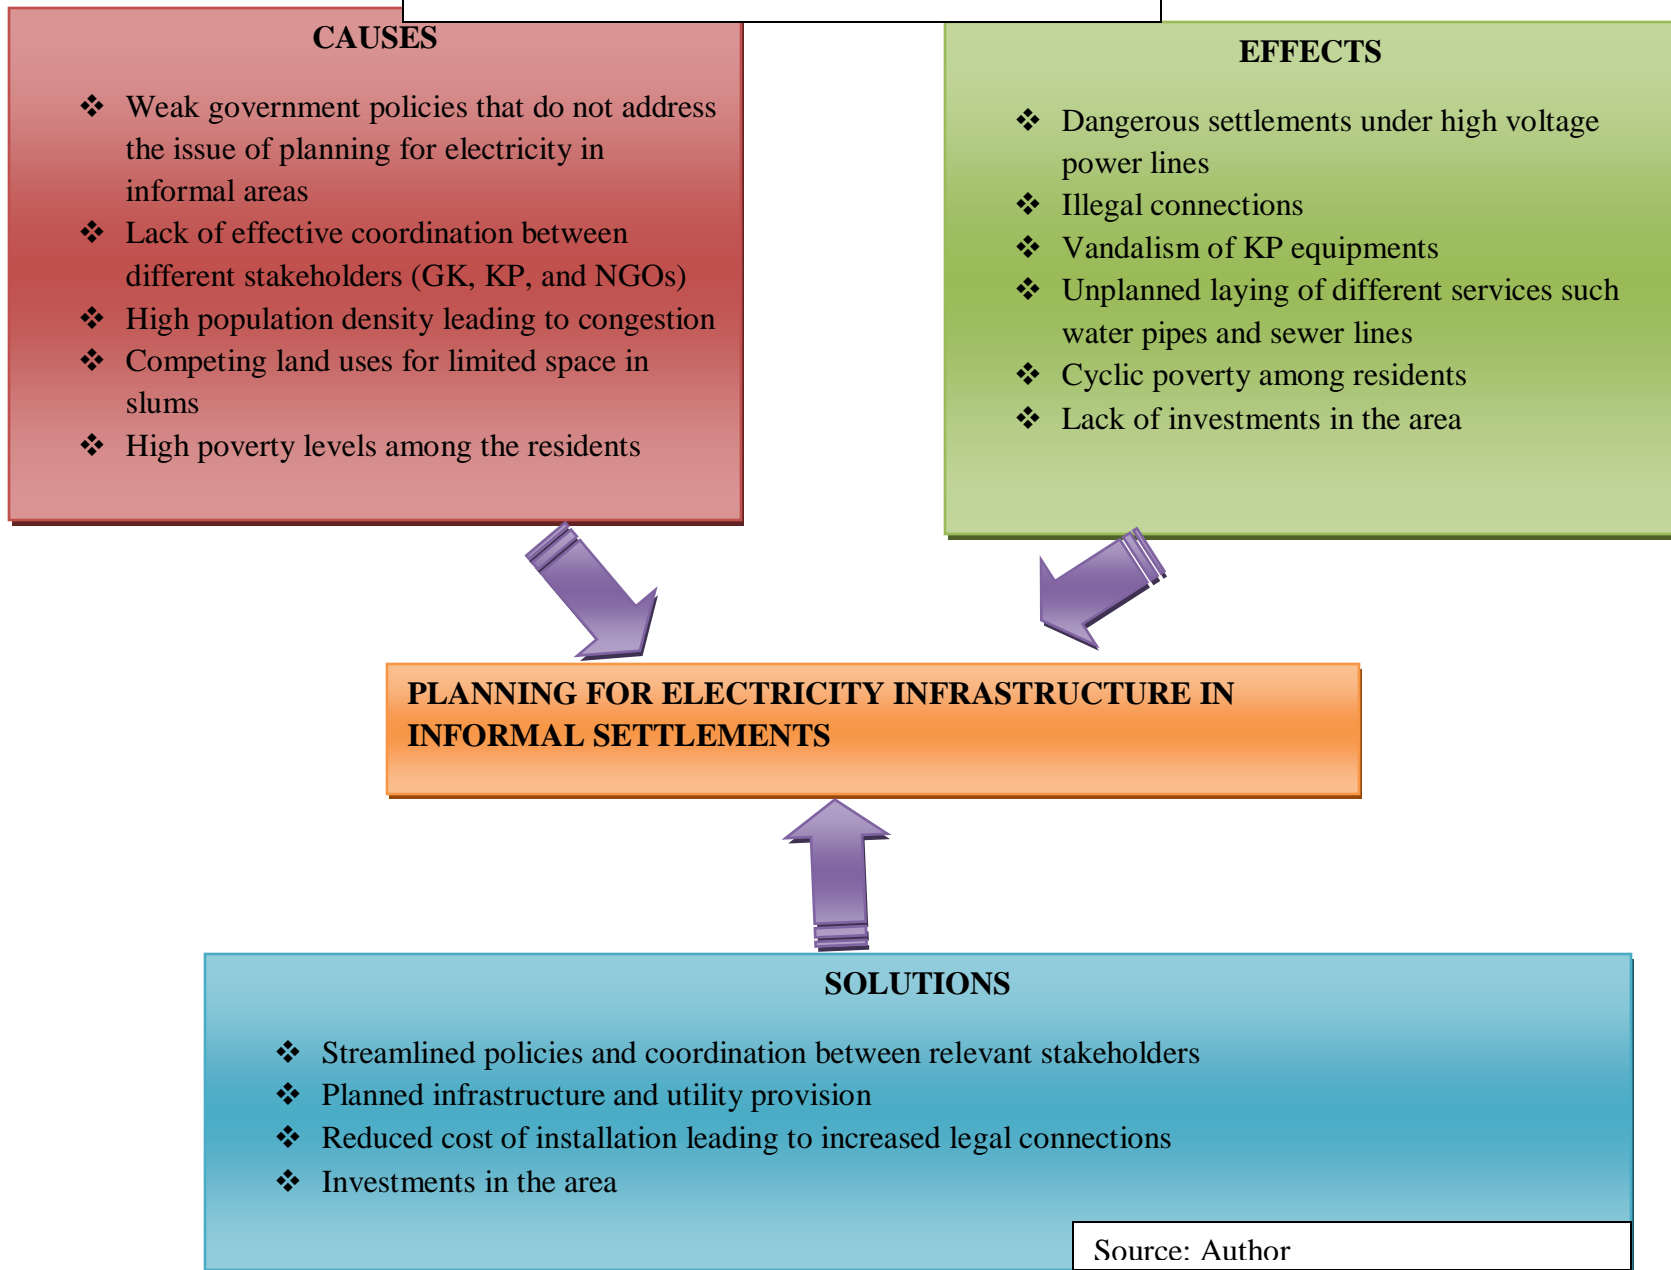 CAUSES
❖ Weak government policies that do not address
the issue of planning for electricity in
informal areas
❖ Lack of effective coordination between
different stakeholders (GK, KP, and NGOs)
❖ High population density leading to congestion
❖ Competing land uses for limited space in
slums
❖ High poverty levels among the residents
EFFECTS
❖ Dangerous settlements under high voltage
power lines
❖ Illegal connections
❖ Vandalism of KP equipments
❖ Unplanned laying of different services such
water pipes and sewer lines
❖ Cyclic poverty among residents
❖ Lack of investments in the area
PLANNING FOR ELECTRICITY INFRASTRUCTURE IN
INFORMAL SETTLEMENTS
SOLUTIONS
❖ Streamlined policies and coordination between relevant stakeholders
❖ Planned infrastructure and utility provision
❖ Reduced cost of installation leading to increased legal connections
❖ Investments in the area
Source: Author